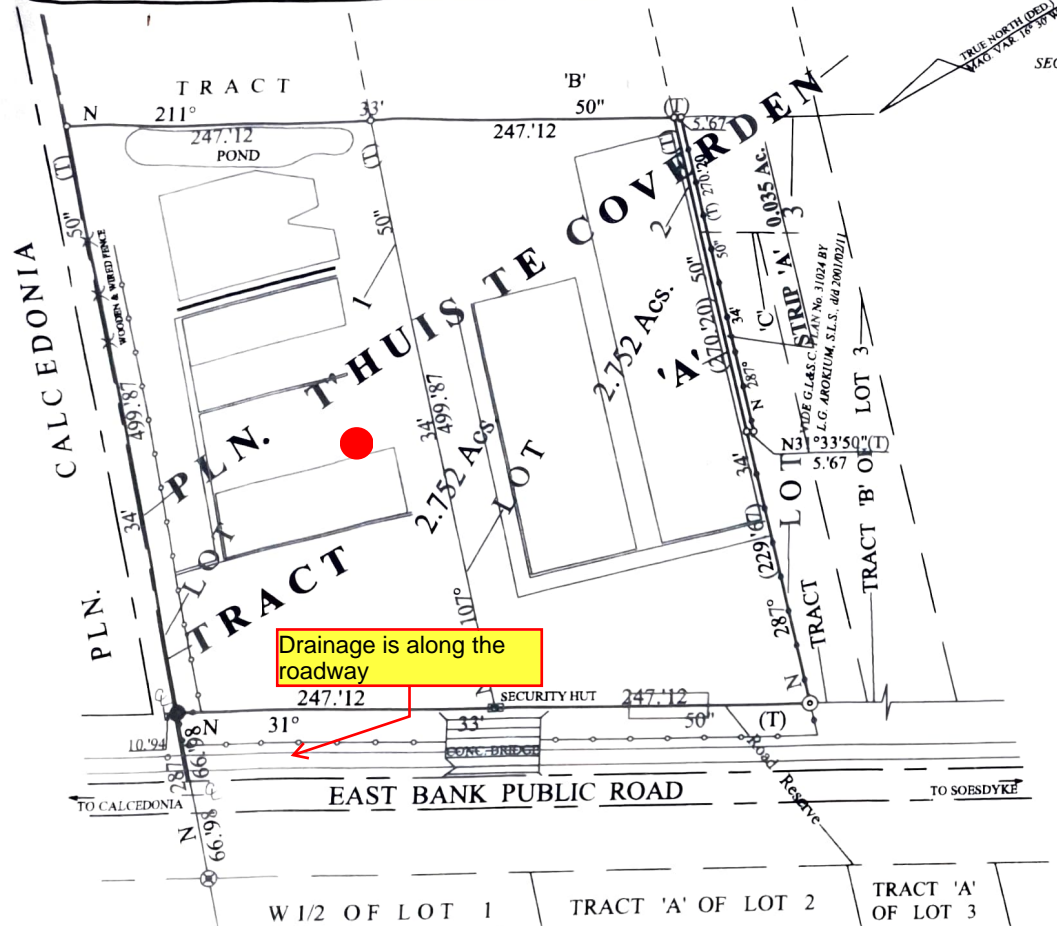 TRUE NORTH (DED.)
MAG. VAR. 16° 30' W
TRACT 'B'
N 211° 33' 50" (T)
247.'12
247.'12
5.'67
POND
(T)
50"
34'
499.'87
WOODEN & WIRED FENCE
CALCEDONIA
PLN.
(T)
50"
1
34'
499.'87
107°
(T)
2
(T) 270.'20
50"
34'
287°
N
50"
(270.'20)
34'
(229.'67)
287°
N
0.035 Ac.
3
'C'
STRIP 'A'
VIDE G.L&S.C. PLAN No. 31024 BY
L.G. AROKIUM, S.L.S., dd 2001/02/11
N31°33'50"(T)
5.'67
PLN. T' HUIS TE COVERDEN
2.752 Acs.
2.752 Acs
LOT
LOT
LOT
TRACT 'A'
TRACT
TRACT 'B' OF LOT 3
Drainage is along the
roadway
247.'12
SECURITY HUT
247.'12
N 31° 33' 50" (T)
10.'94
287°
66.'98
CONC. BRIDGE
Road Reserve
TO CALCEDONIA
EAST BANK PUBLIC ROAD
TO SOESDYKE
N
66.'98
W 1/2 OF LOT 1
TRACT 'A' OF LOT 2
TRACT 'A'
OF LOT 3